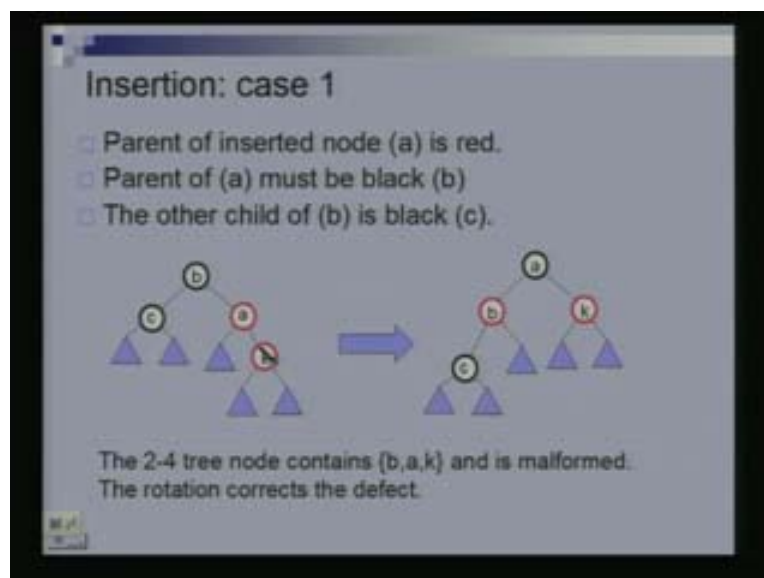 Insertion: case 1
Parent of inserted node (a) is red.
Parent of (a) must be black (b)
The other child of (b) is black (c).
b
c
a
a
b
k
c
The 2-4 tree node contains {b,a,k} and is malformed.
The rotation corrects the defect.